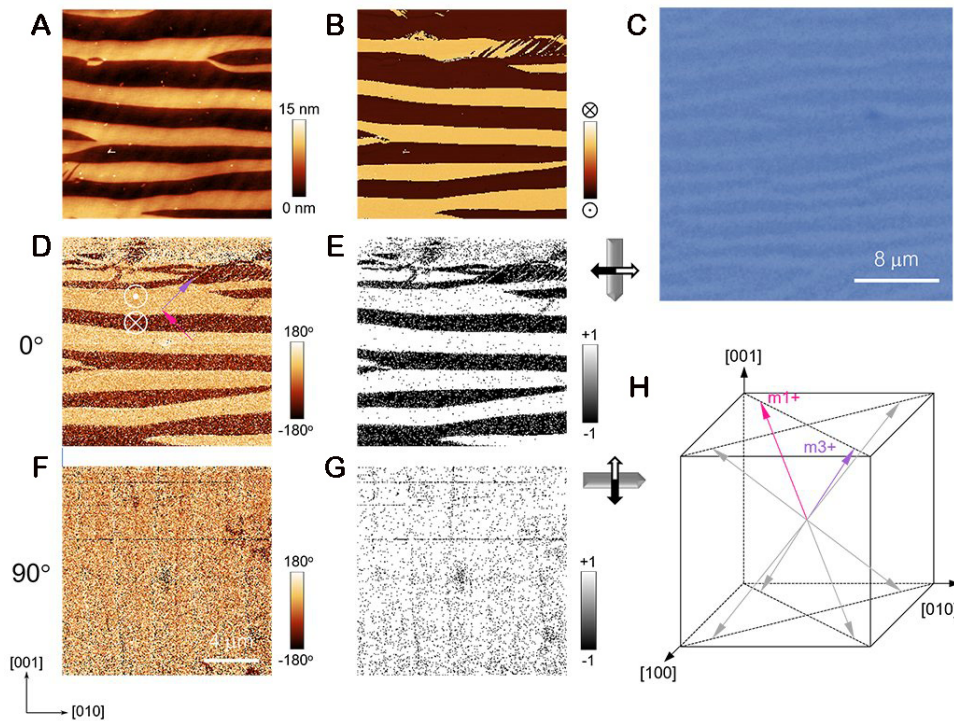 A
B
C
15 nm
0 nm
8 μm
D
E
0°
180°
-180°
+1
-1
H
[001]
m1+
m3+
[010]
[100]
F
G
90°
4 μm
180°
-180°
+1
-1
[001]
[010]